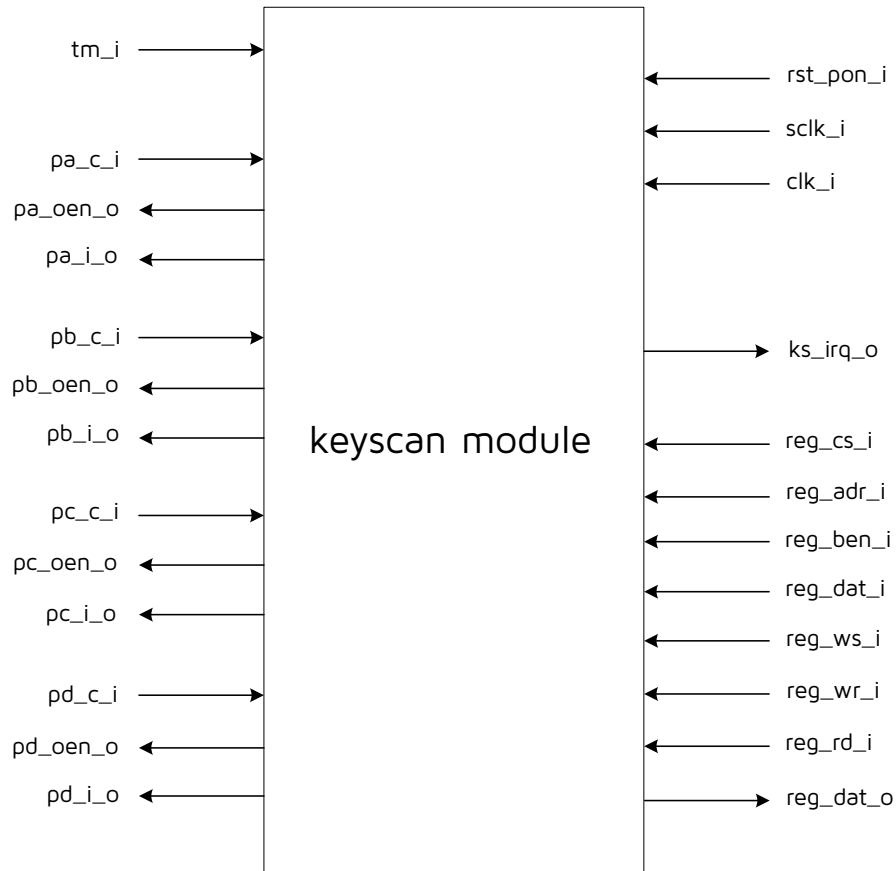 tm_i
pa_c_i
pa_oen_o
pa_i_o
pb_c_i
pb_oen_o
pb_i_o
pc_c_i
pc_oen_o
pc_i_o
pd_c_i
pd_oen_o
pd_i_o
keyscan module
rst_pon_i
sclk_i
clk_i
ks_irq_o
reg_cs_i
reg_adr_i
reg_ben_i
reg_dat_i
reg_ws_i
reg_wr_i
reg_rd_i
reg_dat_o